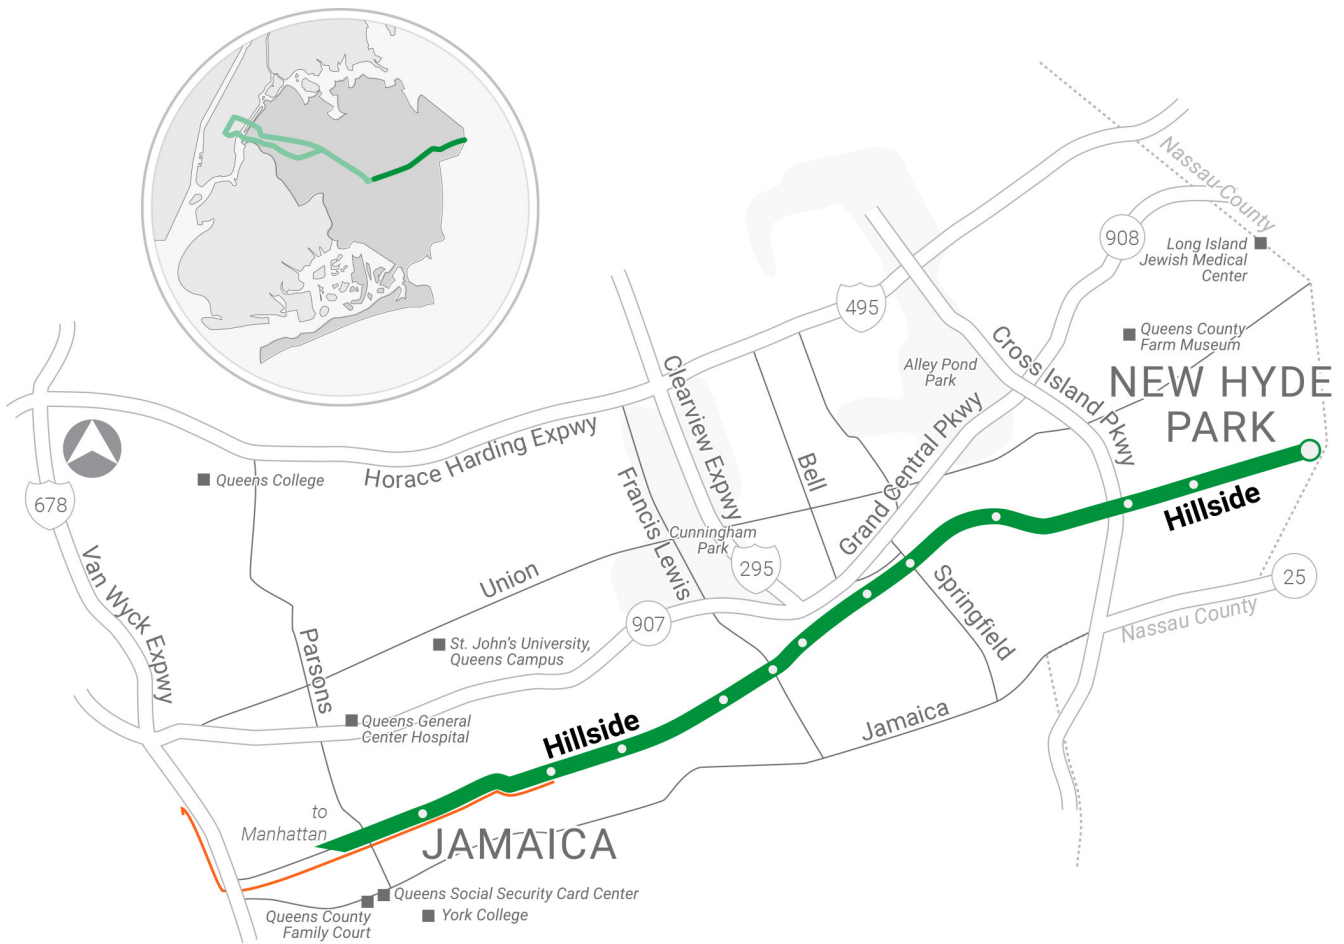 Nassau County
908
Long Island
Jewish Medical
Center
495
Queens County
Farm Museum
Cross Island Pkwy
Alley Pond
Park
NEW HYDE
PARK
Clearview Expwy
Horace Harding Expwy
Queens College
678
Bell
Grand Central Pkwy
Francis Lewis
Hillside
Cunningham
Park
295
Union
25
Nassau County
Springfield
Van Wyck Expwy
907
St. John's University,
Queens Campus
Parsons
Queens General
Center Hospital
Hillside
Jamaica
to
Manhattan
JAMAICA
Queens Social Security Card Center
Queens County
Family Court
York College